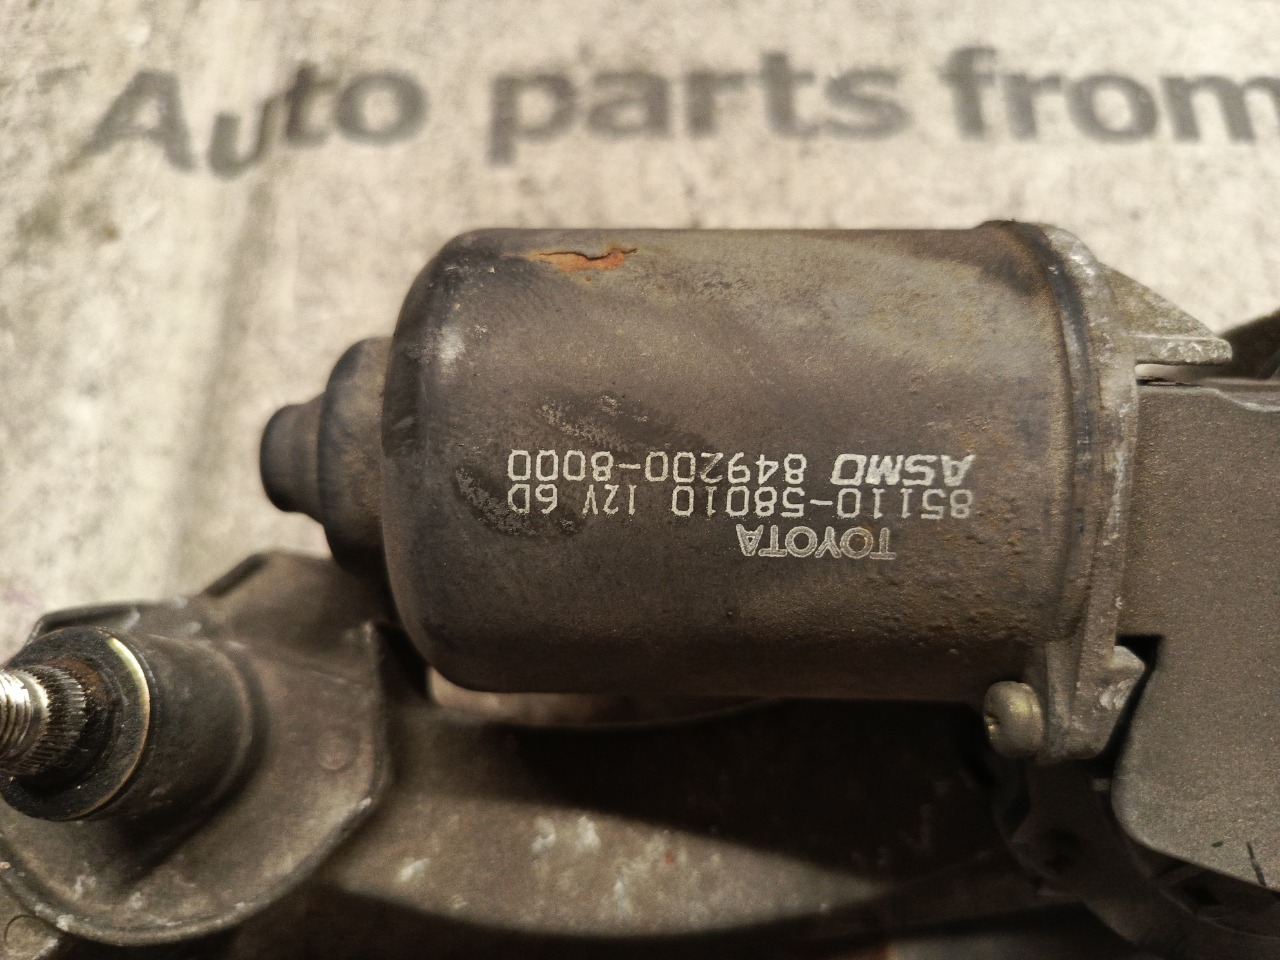 Auto parts from
TOYOTA
85110-58010 12V 6D
ASMO 849200-8000